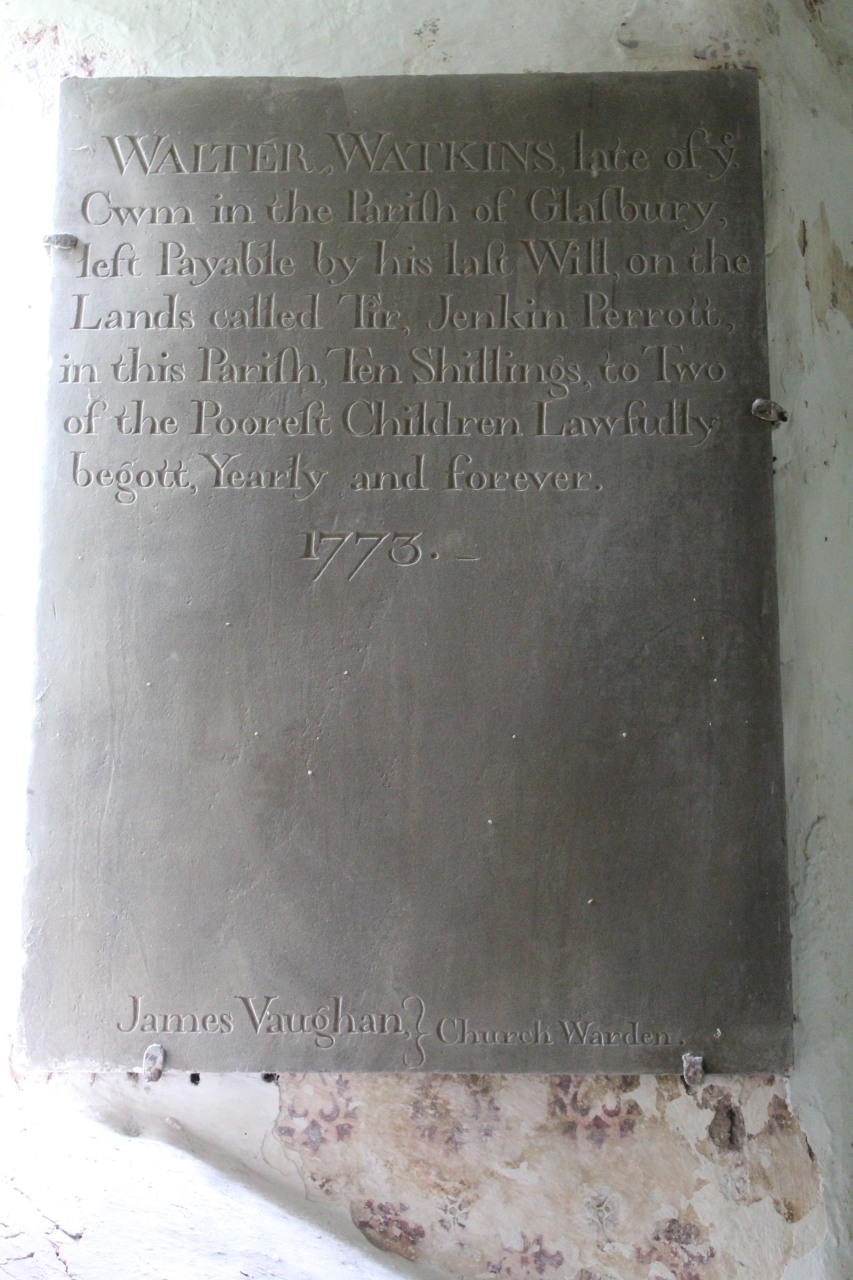 WALTER WATKINS, late of yͤ.
Cwm in the Pariſh of Glaſbury,
left Payable by his laſt Will, on the
Lands called Tir, Jenkin Perrott,
in this Pariſh, Ten Shillings, to Two
of the Pooreſt Children Lawfully
begott, Yearly and forever.
1773. _
James Vaughan, } Church Warden.